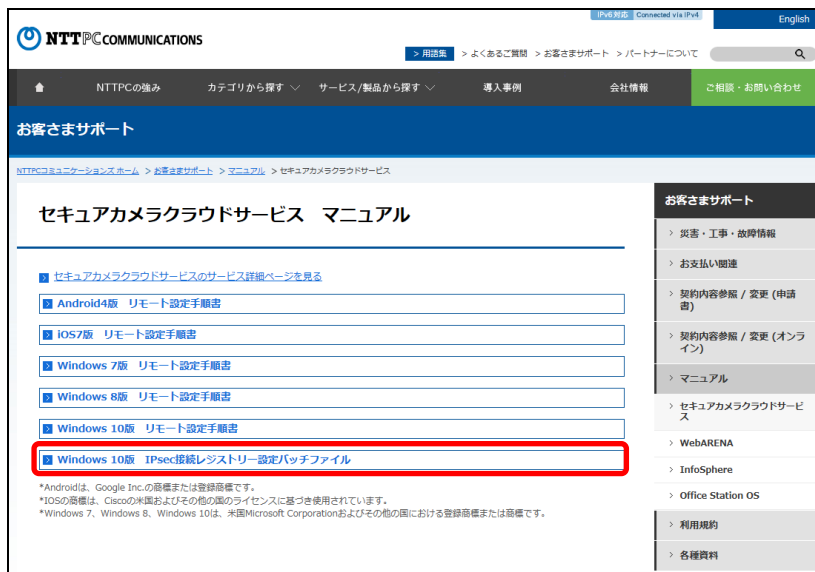 IPv6対応 Connected via IPv4
English
NTTPC COMMUNICATIONS
> 用語集 > よくあるご質問 > お客さまサポート > パートナーについて
NTTPCの強み カテゴリから探す サービス/製品から探す 導入事例 会社情報 ご相談・お問い合わせ
お客さまサポート
NTTPCコミュニケーションズ ホーム > お客さまサポート > マニュアル > セキュアカメラクラウドサービス
セキュアカメラクラウドサービス マニュアル
セキュアカメラクラウドサービスのサービス詳細ページを見る
Android4版 リモート設定手順書
iOS7版 リモート設定手順書
Windows 7版 リモート設定手順書
Windows 8版 リモート設定手順書
Windows 10版 リモート設定手順書
Windows 10版 IPsec接続レジストリー設定バッチファイル
*Androidは、Google Inc.の商標または登録商標です。
*IOSの商標は、Ciscoの米国およびその他の国のライセンスに基づき使用されています。
*Windows 7、Windows 8、Windows 10は、米国Microsoft Corporationおよびその他の国における登録商標または商標です。
お客さまサポート
> 災害・工事・故障情報
> お支払い関連
> 契約内容参照 / 変更 (申請
書)
> 契約内容参照 / 変更 (オンラ
イン)
> マニュアル
> セキュアカメラクラウドサービ
ス
> WebARENA
> InfoSphere
> Office Station OS
> 利用規約
> 各種資料